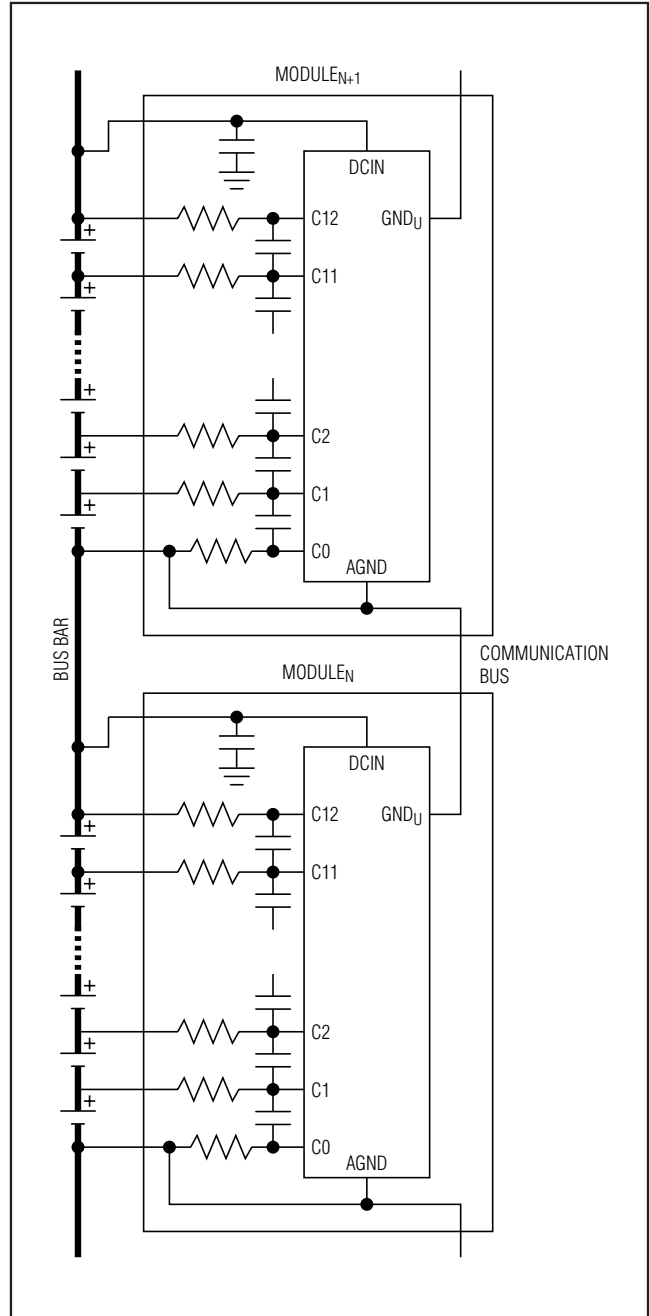 MODULEN+1
DCIN
C12
GNDU
+
C11
+
+
C2
+
C1
+
C0
AGND
BUS BAR
COMMUNICATION
BUS
MODULEN
DCIN
C12
GNDU
+
C11
+
+
C2
+
C1
+
C0
AGND